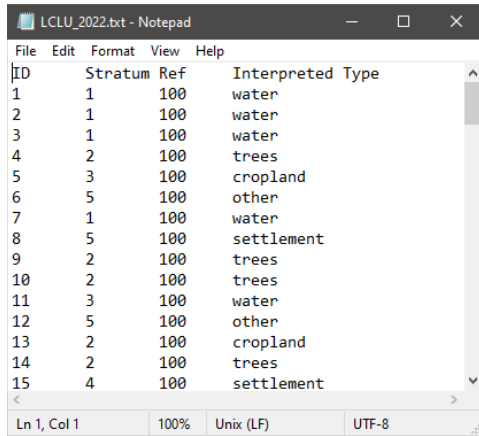 LCLU_2022.txt - Notepad
File Edit Format View Help
ID Stratum Ref Interpreted Type
1 1 100 water
2 1 100 water
3 1 100 water
4 2 100 trees
5 3 100 cropland
6 5 100 other
7 1 100 water
8 5 100 settlement
9 2 100 trees
10 2 100 trees
11 3 100 water
12 5 100 other
13 2 100 cropland
14 2 100 trees
15 4 100 settlement
Ln 1, Col 1 100% Unix (LF) UTF-8